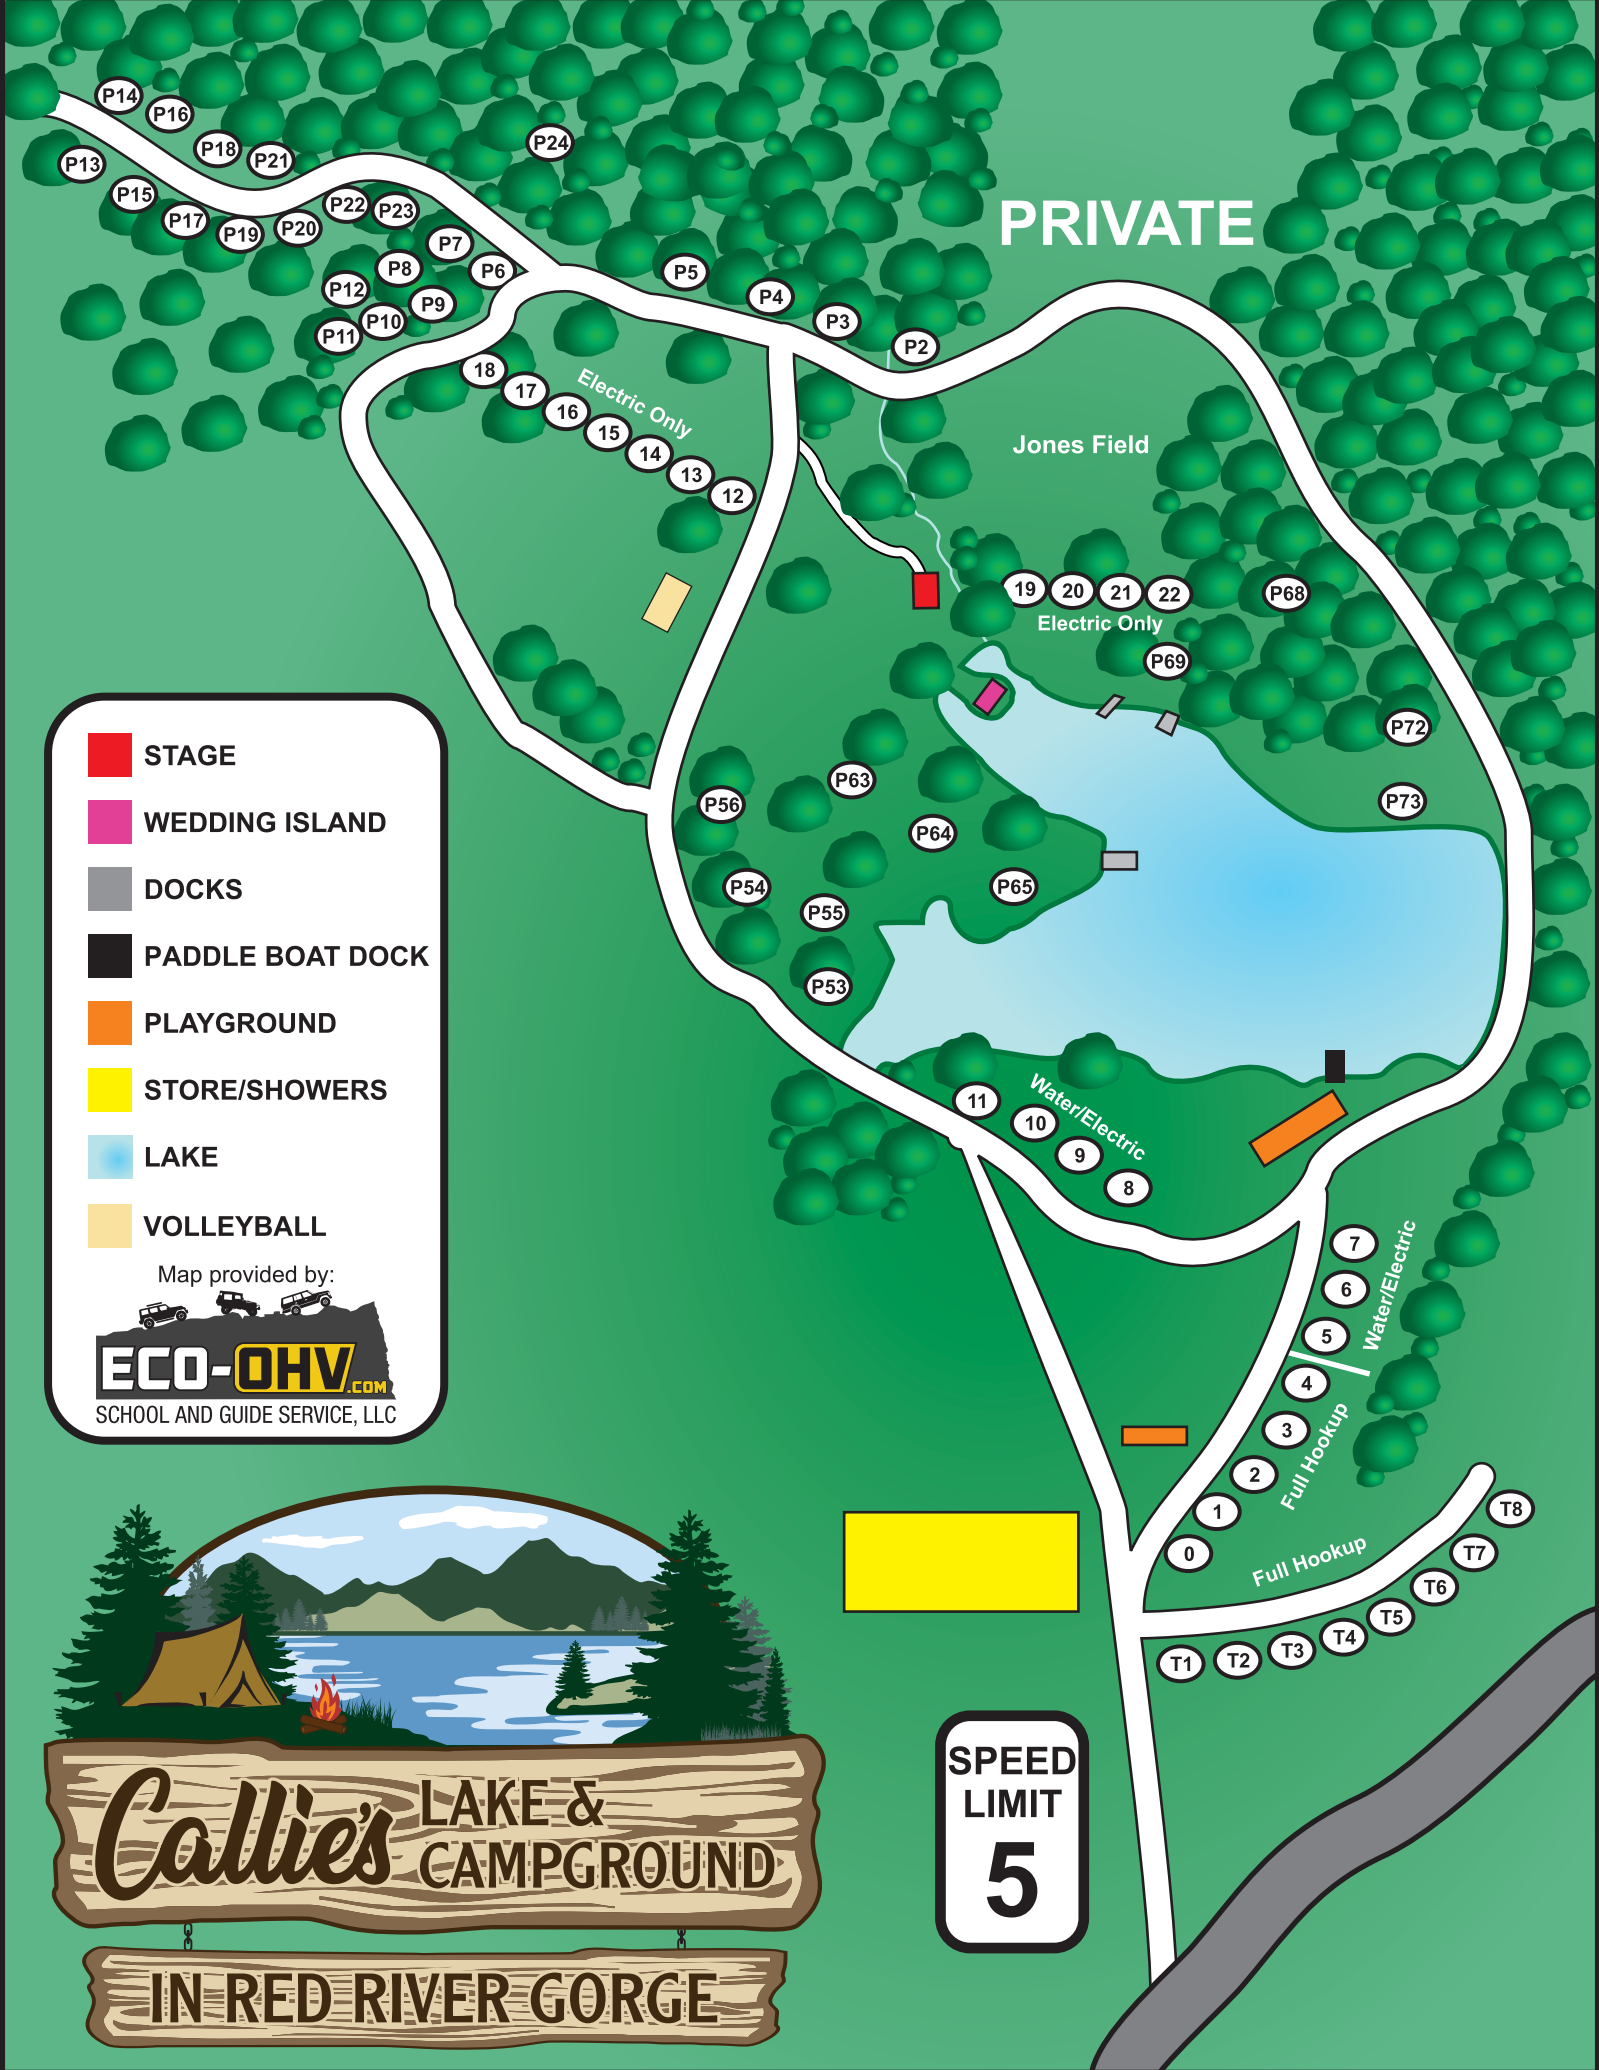 P14
P16
P18
P21
P24
P13
P15
P17
P19
P20
P22
P23
P7
P6
P8
P12
P9
P10
P11
PRIVATE
P5
P4
P3
P2
18
17
16
15
14
13
12
Electric Only
Jones Field
19
20
21
22
Electric Only
P68
P69
P72
P73
P56
P63
P64
P65
P54
P55
P53
STAGE
WEDDING ISLAND
DOCKS
PADDLE BOAT DOCK
PLAYGROUND
STORE/SHOWERS
LAKE
VOLLEYBALL
Map provided by:
ECO-OHV.COM
SCHOOL AND GUIDE SERVICE, LLC
11
10
9
8
Water/Electric
7
6
5
Water/Electric
4
3
2
1
0
Full Hookup
Full Hookup
T8
T7
T6
T5
T4
T3
T2
T1
SPEED
LIMIT
5
Callie's
LAKE &
CAMPGROUND
IN RED RIVER GORGE